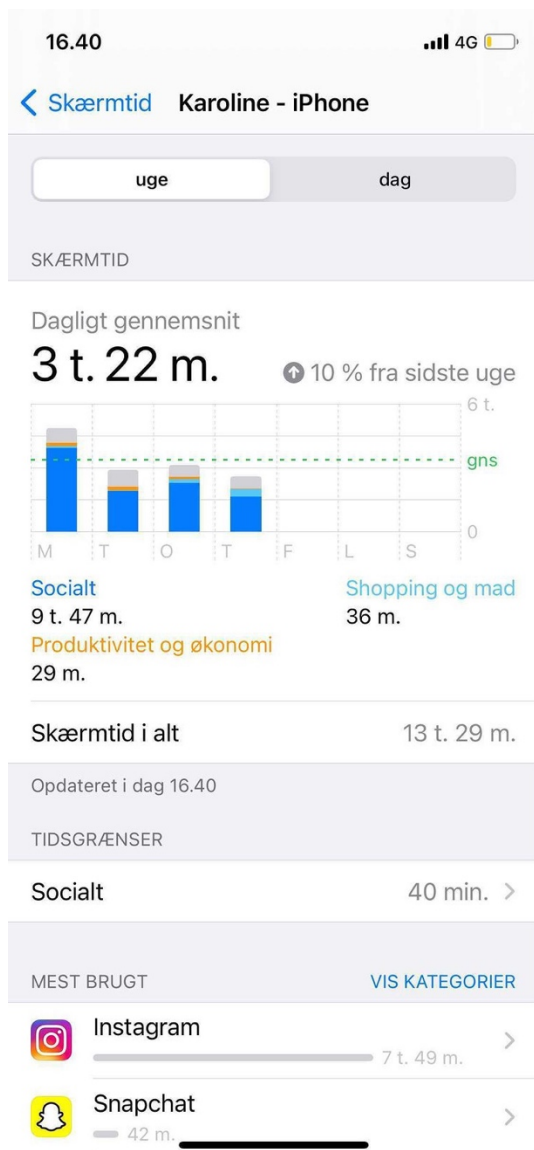 16.40
4G
Skærmtid Karoline - iPhone
uge dag
SKÆRMTID
Dagligt gennemsnit
3 t. 22 m. 10 % fra sidste uge
6 t.
gns
0
M T O T F L S
Socialt Shopping og mad
9 t. 47 m. 36 m.
Produktivitet og økonomi
29 m.
Skærmtid i alt 13 t. 29 m.
Opdateret i dag 16.40
TIDSGRÆNSER
Socialt 40 min.
MEST BRUGT VIS KATEGORIER
Instagram
7 t. 49 m.
Snapchat
42 m.